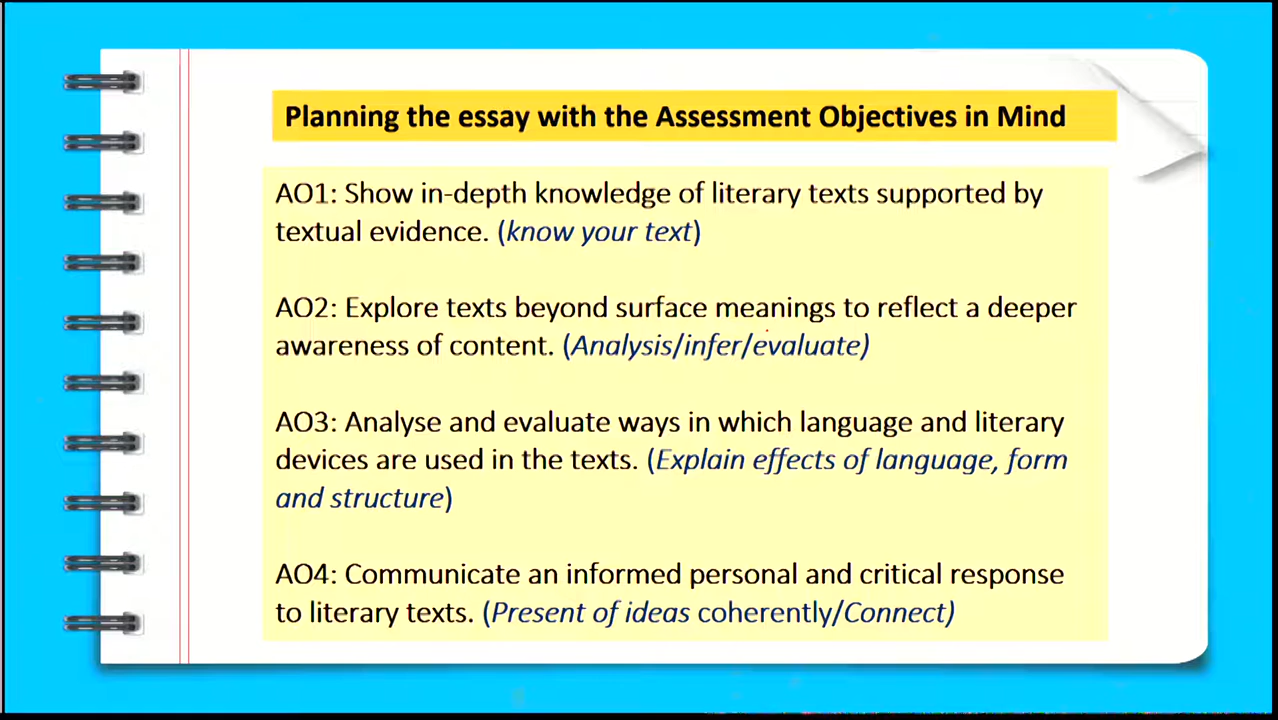 Planning the essay with the Assessment Objectives in Mind
AO1: Show in-depth knowledge of literary texts supported by
textual evidence. (know your text)
AO2: Explore texts beyond surface meanings to reflect a deeper
awareness of content. (Analysis/infer/evaluate)
AO3: Analyse and evaluate ways in which language and literary
devices are used in the texts. (Explain effects of language, form
and structure)
AO4: Communicate an informed personal and critical response
to literary texts. (Present of ideas coherently/Connect)